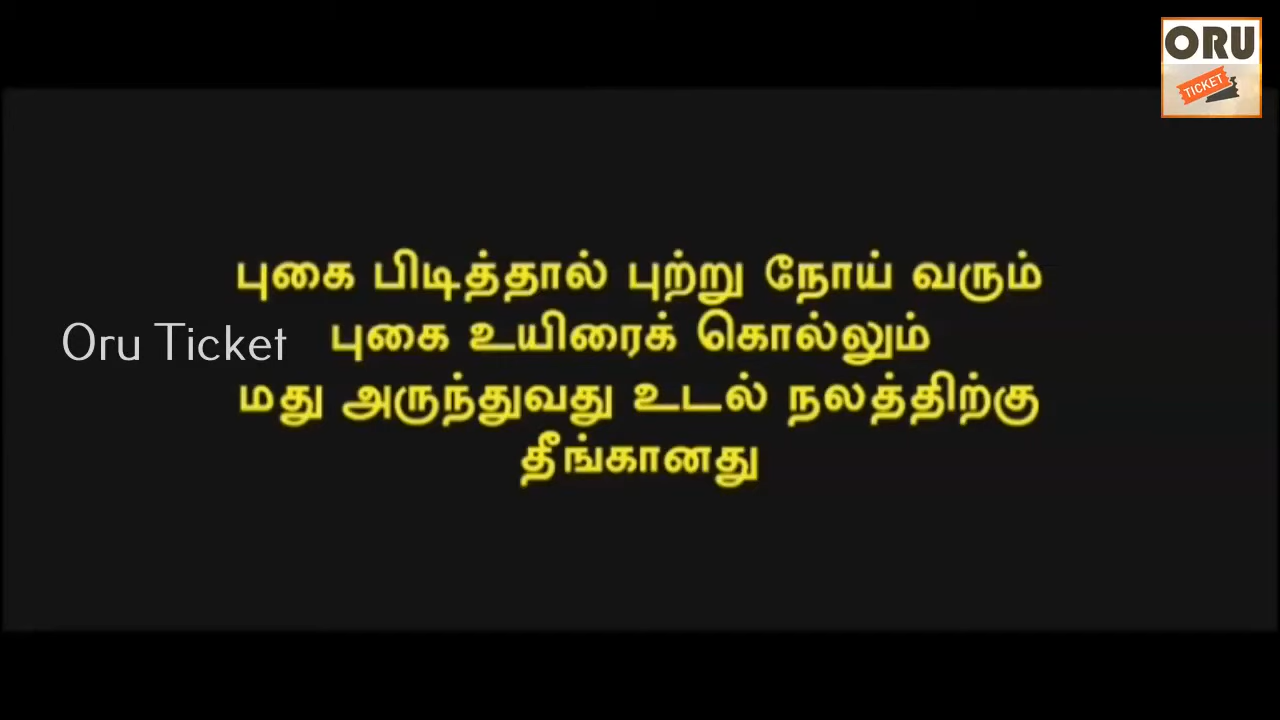 ORU
TICKET
புகை பிடித்தால் புற்று நோய் வரும்
Oru Ticket
புகை உயிரைக் கொல்லும்
மது அருந்துவது உடல் நலத்திற்கு
தீங்கானது